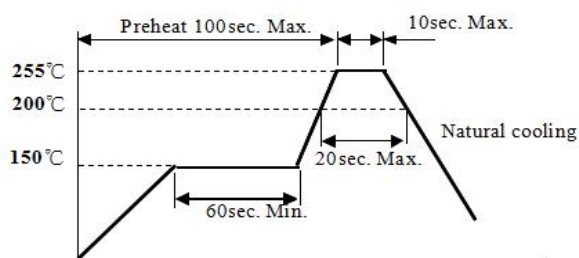 Preheat 100sec. Max.
10sec. Max.
255℃
200℃
Natural cooling
150℃
20sec. Max.
60sec. Min.